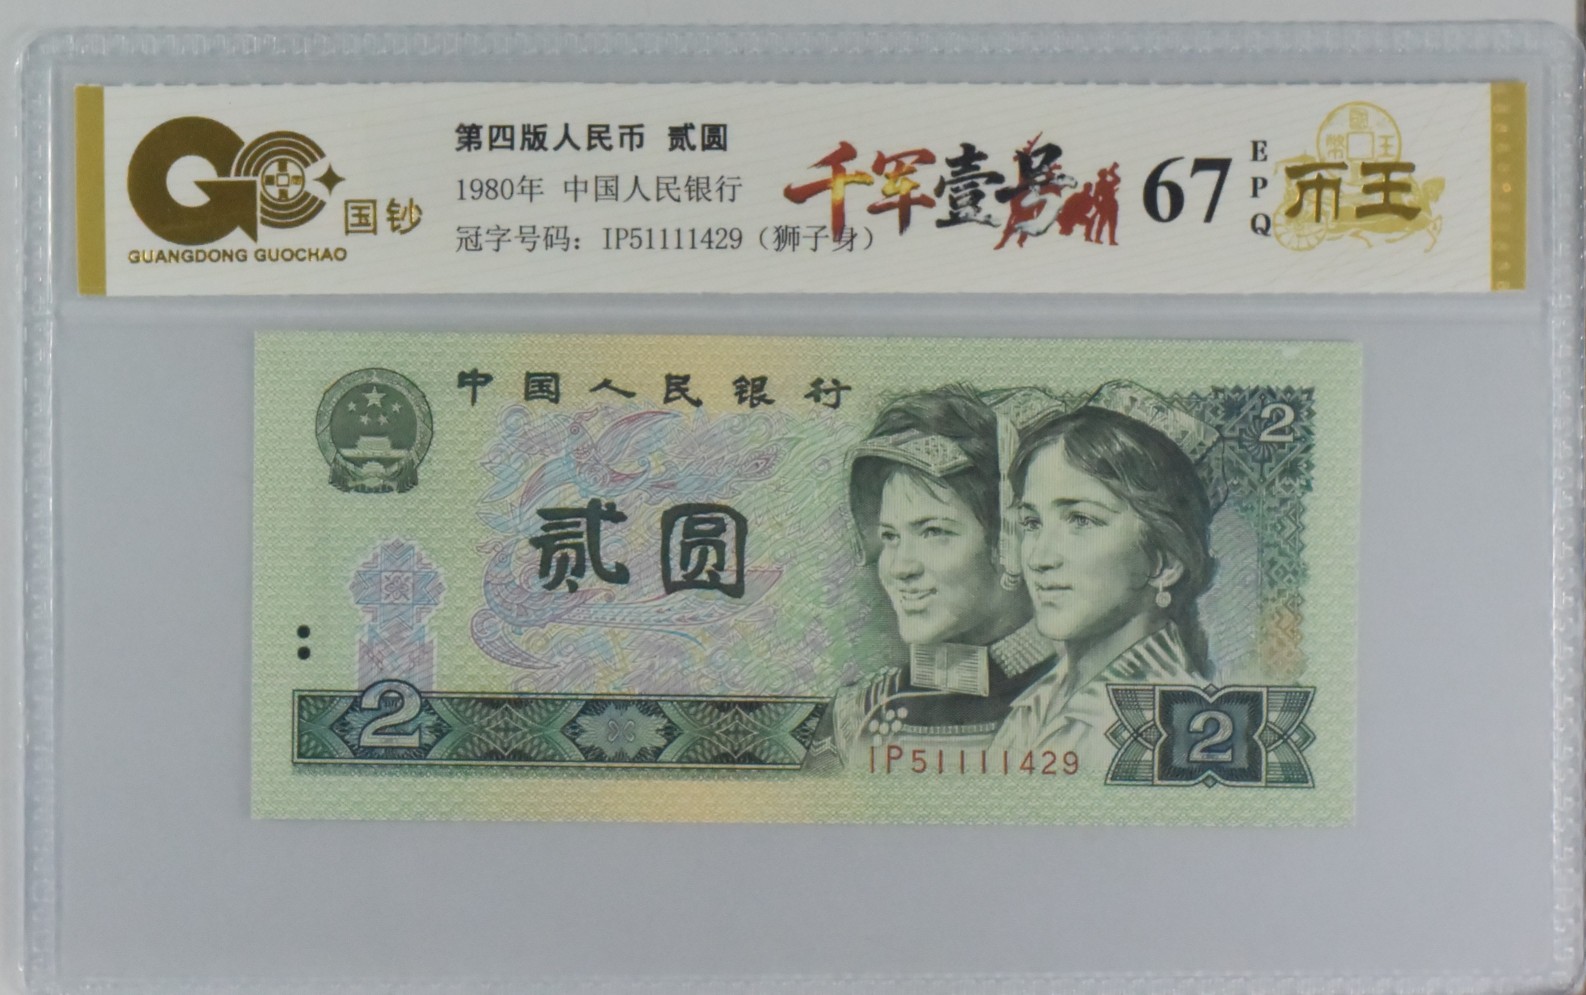 国钞
GUANGDONG GUOCHAO
第四版人民币 贰圆
1980年 中国人民银行
冠字号码：IP51111429（狮子身）
千军壹号
67
EPQ
币王
中国人民银行
2
贰圆
2
IP51111429
2